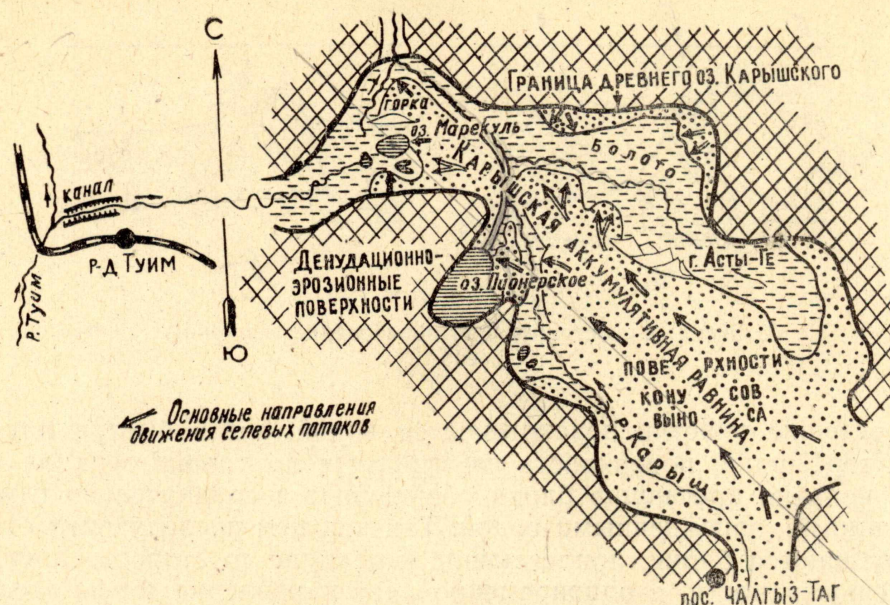 С
Граница древнего оз. Карышского
горка
оз. Марекуль
Болото
канал
Карышская аккумулятивная равнина
Р-Д Туим
р. Туим
Денудационно-
эрозионные
поверхности
оз. Пионерское
г. Асты-Ге
Ю
поверхности
конусов
выноса
Основные направления
движения селевых потоков
р. Карыш
пос. Чалгыз-Таг